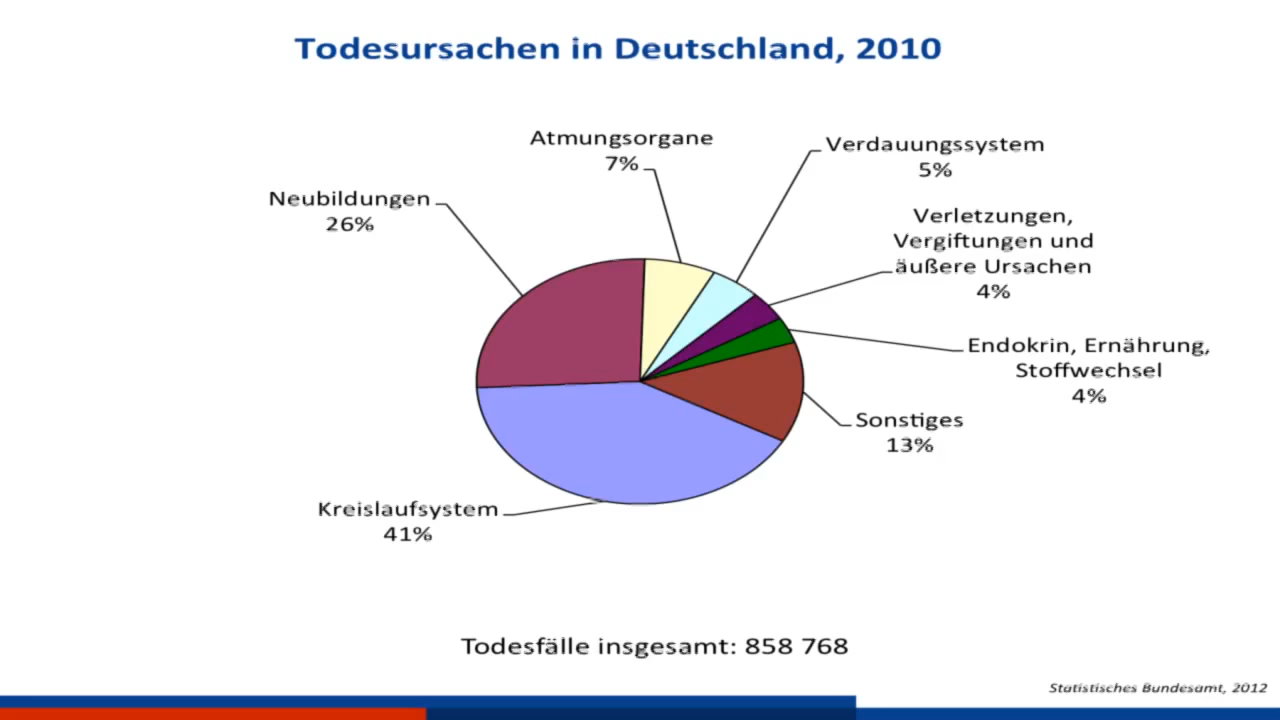 Todesursachen in Deutschland, 2010
Atmungsorgane
7%
Verdauungssystem
5%
Neubildungen
26%
Verletzungen,
Vergiftungen und
äußere Ursachen
4%
Endokrin, Ernährung,
Stoffwechsel
4%
Sonstiges
13%
Kreislaufsystem
41%
Todesfälle insgesamt: 858 768
Statistisches Bundesamt, 2012